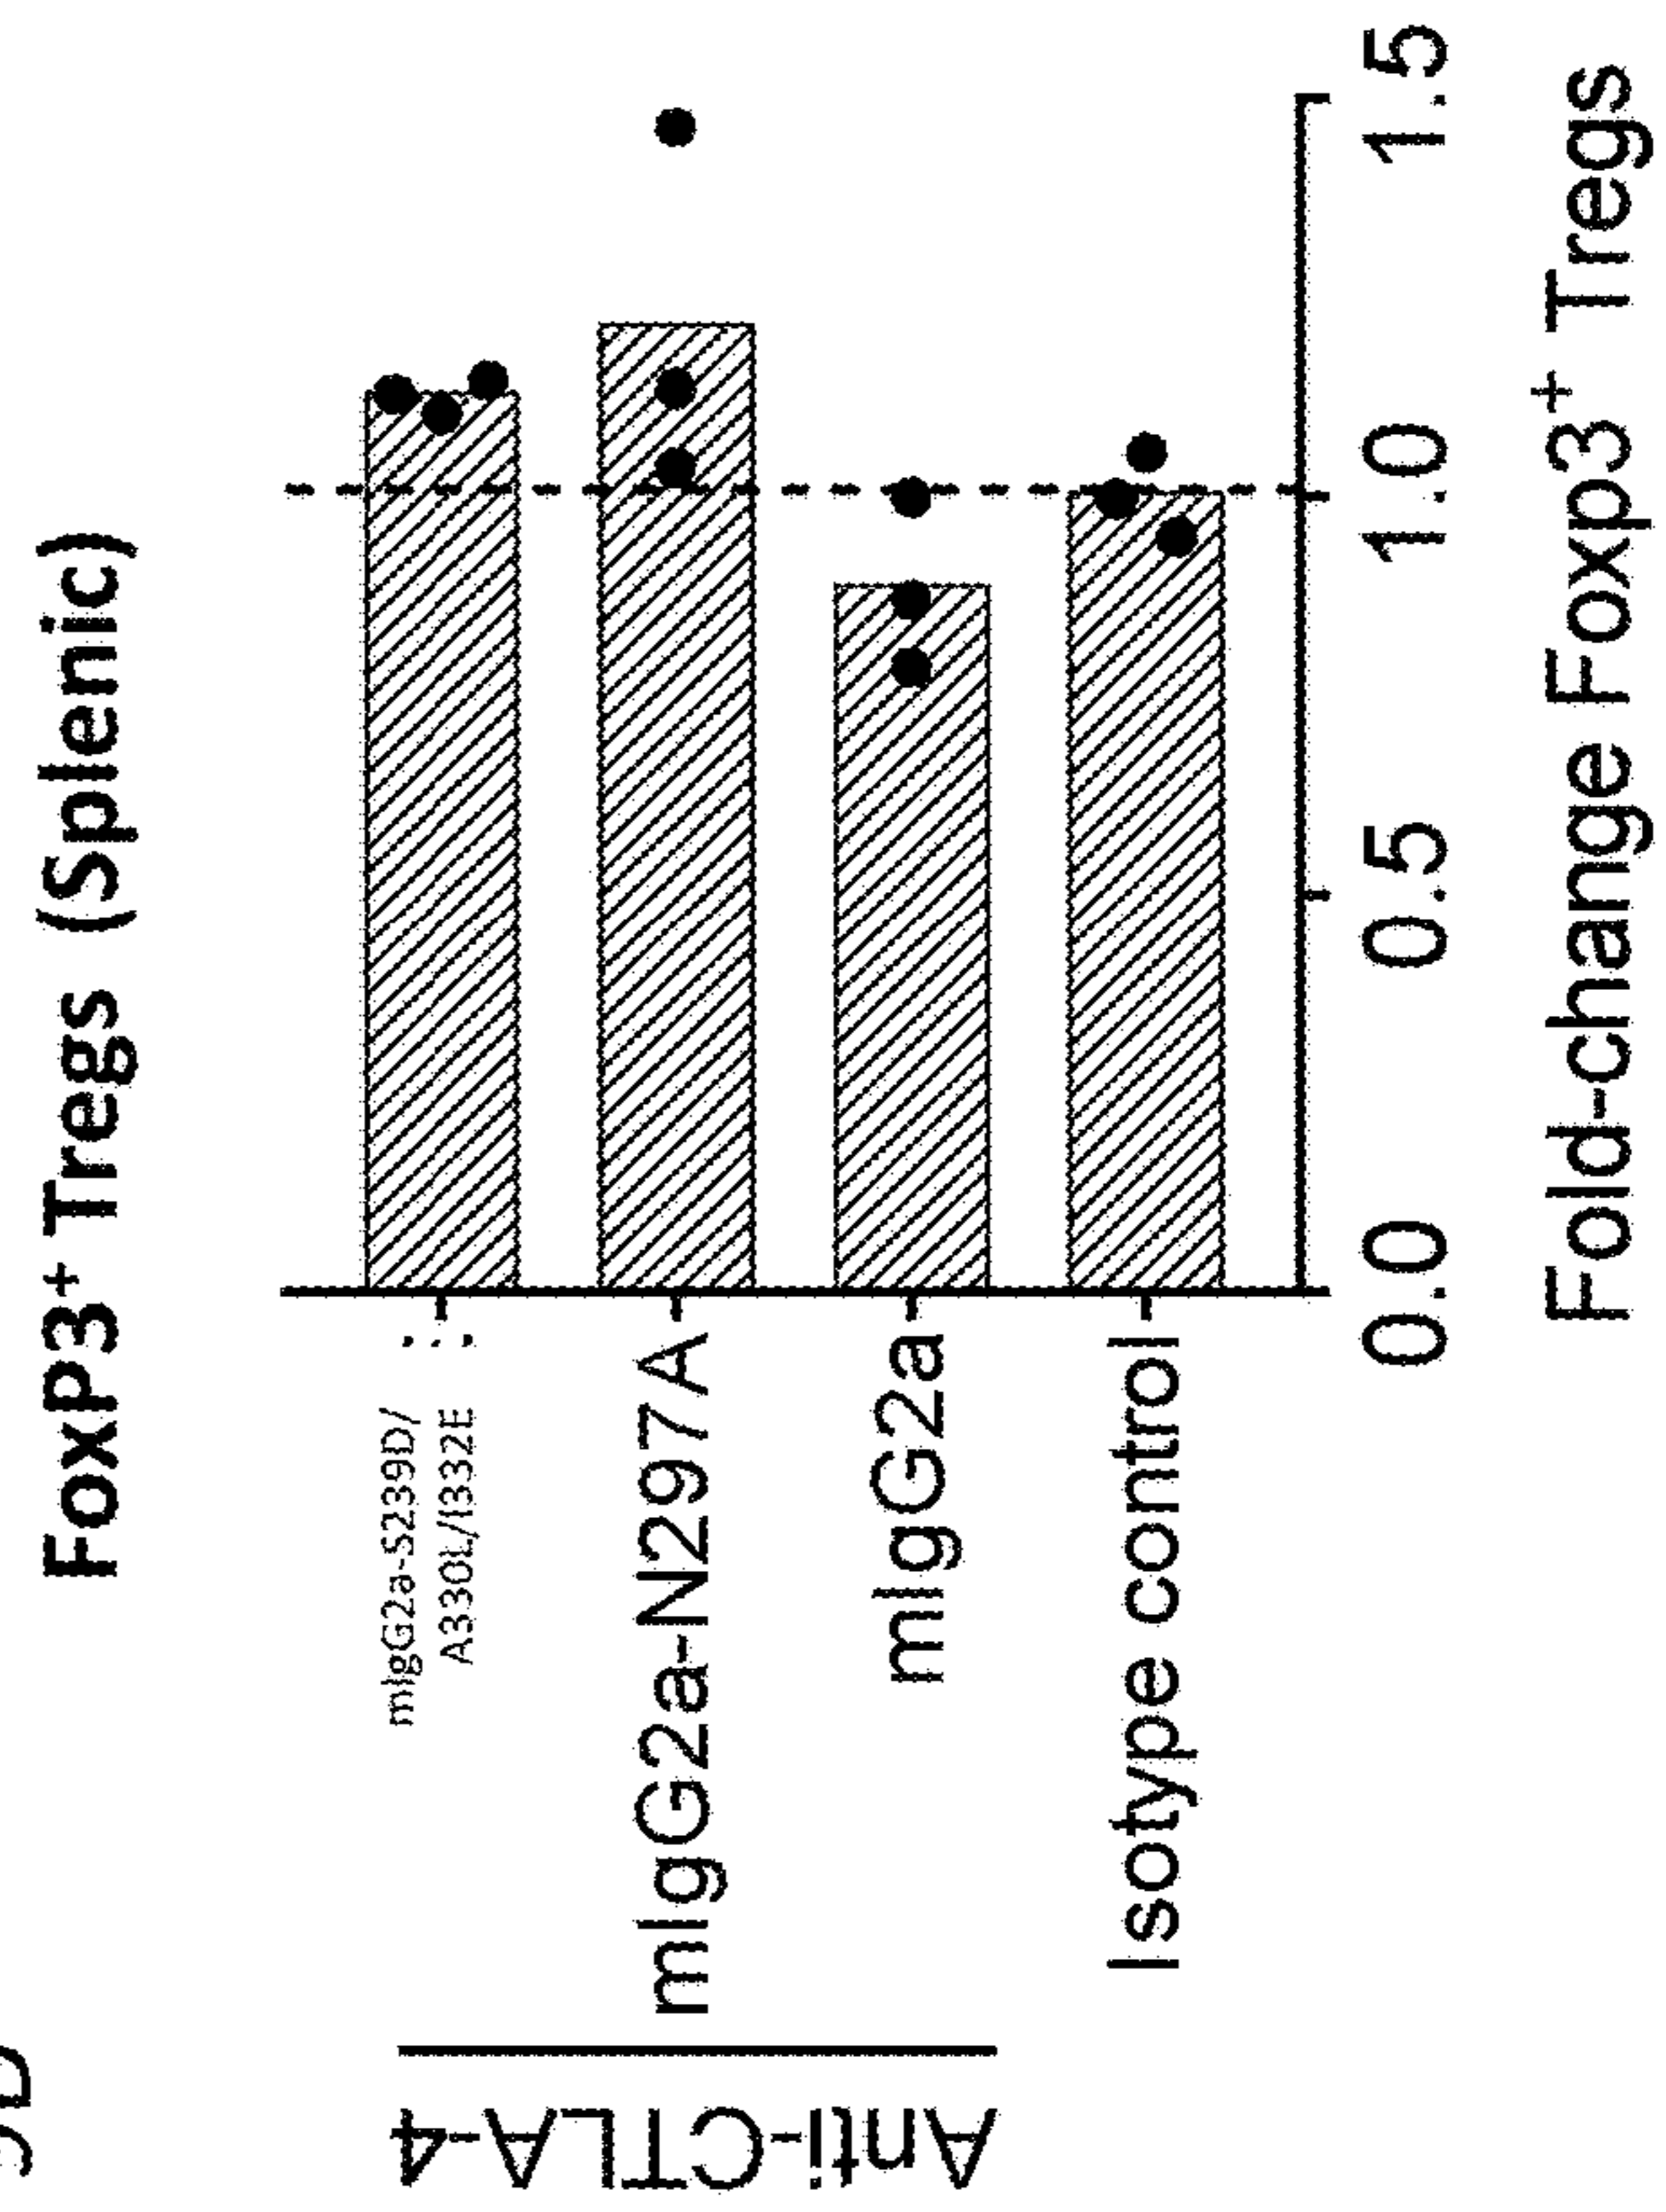 FoxP3⁺ Tregs (Splenic)
Anti-CTLA-4
mIgG2a-S239D/
A330L/I332E
mIgG2a-N297A
mIgG2a
Isotype control
0.0 0.5 1.0 1.5
Fold-change Foxp3⁺ Tregs